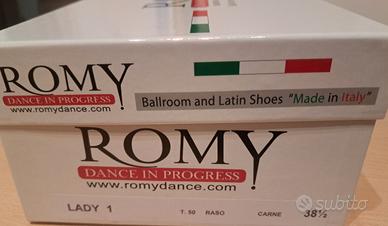 ROMY
DANCE IN PROGRESS
www.romydance.com
Ballroom and Latin Shoes "Made in Italy"
ROMY
DANCE IN PROGRESS
www.romydance.com
LADY 1 T. 50 RASO CARNE 38½
subito